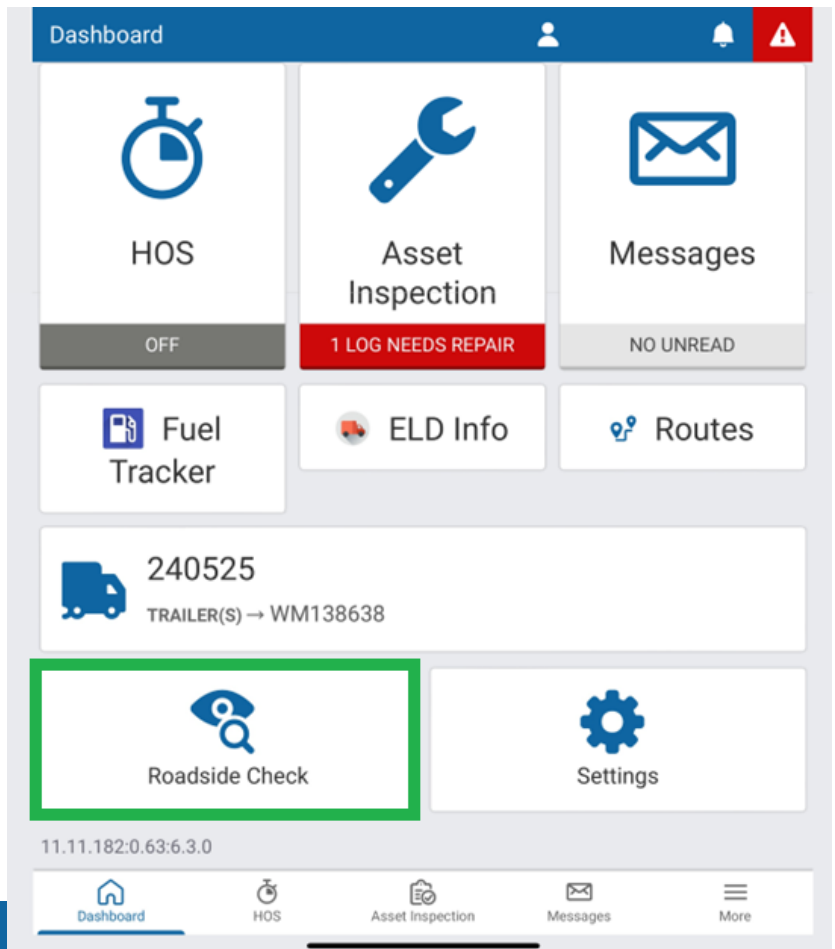 Dashboard
HOS
Asset
Inspection
Messages
OFF
1 LOG NEEDS REPAIR
NO UNREAD
Fuel
Tracker
ELD Info
Routes
240525
TRAILER(S) → WM138638
Roadside Check
Settings
11.11.182:0.63:6.3.0
Dashboard
HOS
Asset Inspection
Messages
More